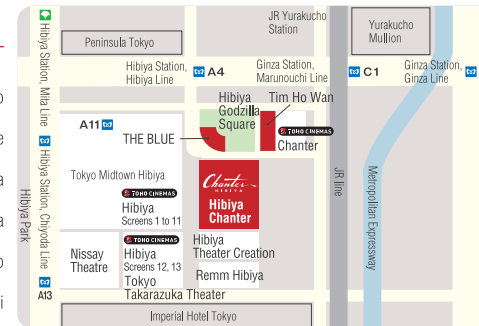 JR Yurakucho
Station
Yurakucho
Mullion
Peninsula Tokyo
Hibiya Station, Mita Line
Hibiya Station,
Hibiya Line
A4
Ginza Station,
Marunouchi Line
C1
Ginza Station,
Ginza Line
Hibiya
Godzilla
Square
Tim Ho Wan
A11
THE BLUE
TOHO CINEMAS
Chanter
Tokyo Midtown Hibiya
TOHO CINEMAS
Hibiya
Screens 1 to 11
Chanter
HIBIYA
Hibiya
Chanter
JR line
Metropolitan Expressway
Hibiya Park
Hibiya Station, Chiyoda Line
Nissay
Theatre
TOHO CINEMAS
Hibiya
Screens 12, 13
Tokyo
Takarazuka Theater
Hibiya
Theater Creation
Remm Hibiya
A13
Imperial Hotel Tokyo